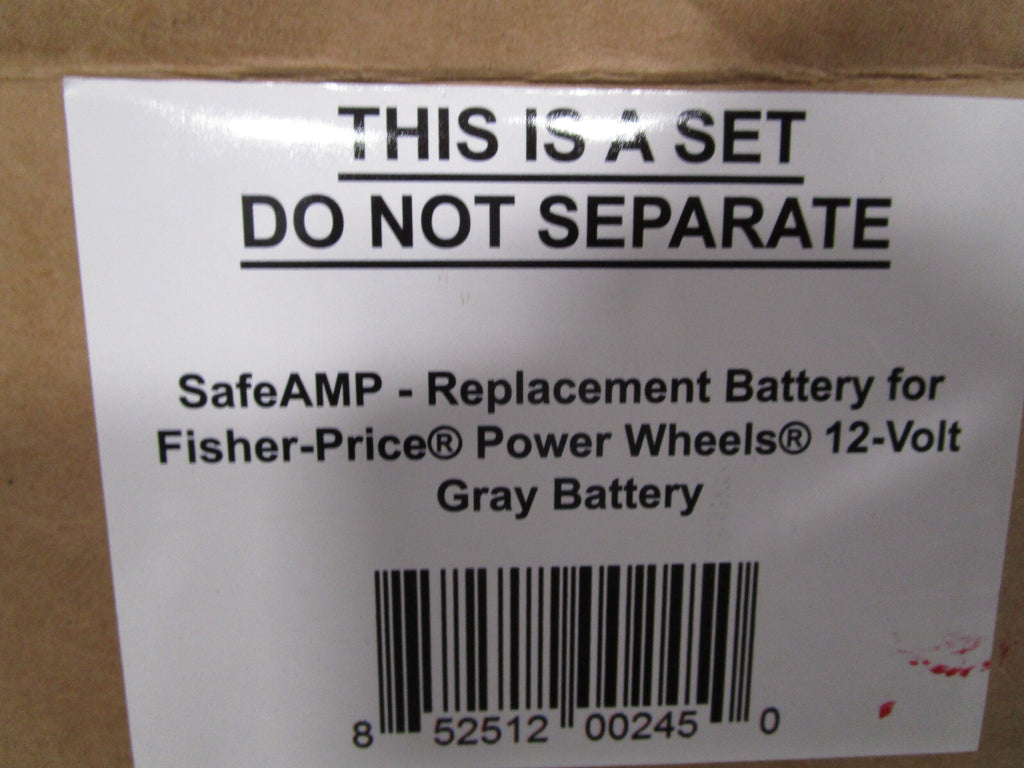 THIS IS A SET
DO NOT SEPARATE
SafeAMP - Replacement Battery for
Fisher-Price® Power Wheels® 12-Volt
Gray Battery
8 52512 00245 0